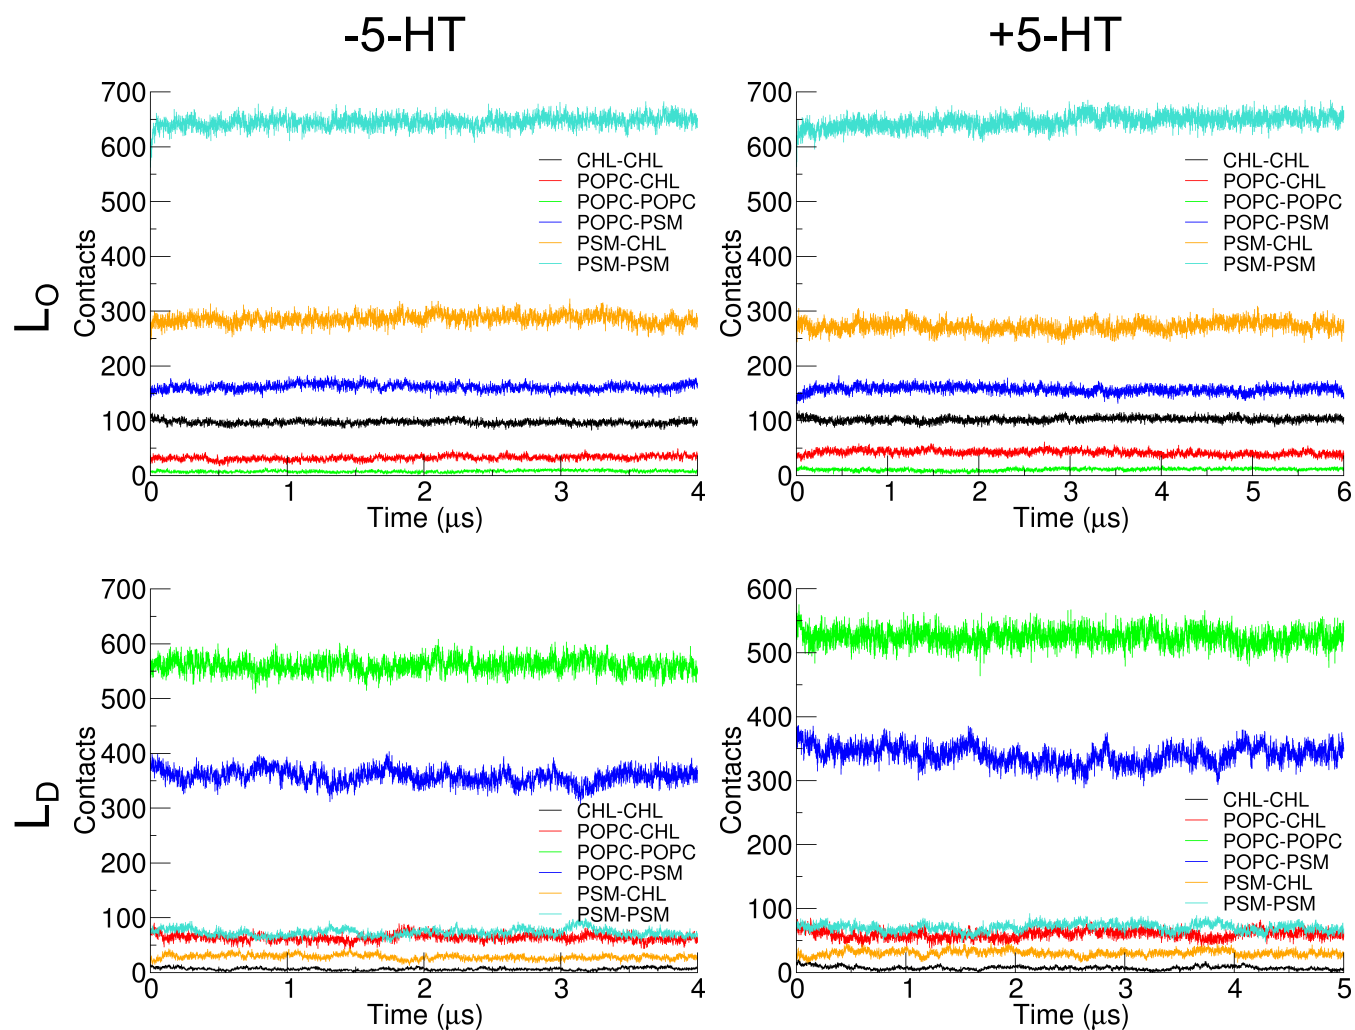 -5-HT
+5-HT
L_O
L_D
Contacts
700
600
500
400
300
200
100
0
0 1 2 3 4
Time (μs)
CHL-CHL
POPC-CHL
POPC-POPC
POPC-PSM
PSM-CHL
PSM-PSM
Contacts
700
600
500
400
300
200
100
0
0 1 2 3 4 5 6
Time (μs)
CHL-CHL
POPC-CHL
POPC-POPC
POPC-PSM
PSM-CHL
PSM-PSM
Contacts
700
600
500
400
300
200
100
0
0 1 2 3 4
Time (μs)
CHL-CHL
POPC-CHL
POPC-POPC
POPC-PSM
PSM-CHL
PSM-PSM
Contacts
600
500
400
300
200
100
0
0 1 2 3 4 5
Time (μs)
CHL-CHL
POPC-CHL
POPC-POPC
POPC-PSM
PSM-CHL
PSM-PSM